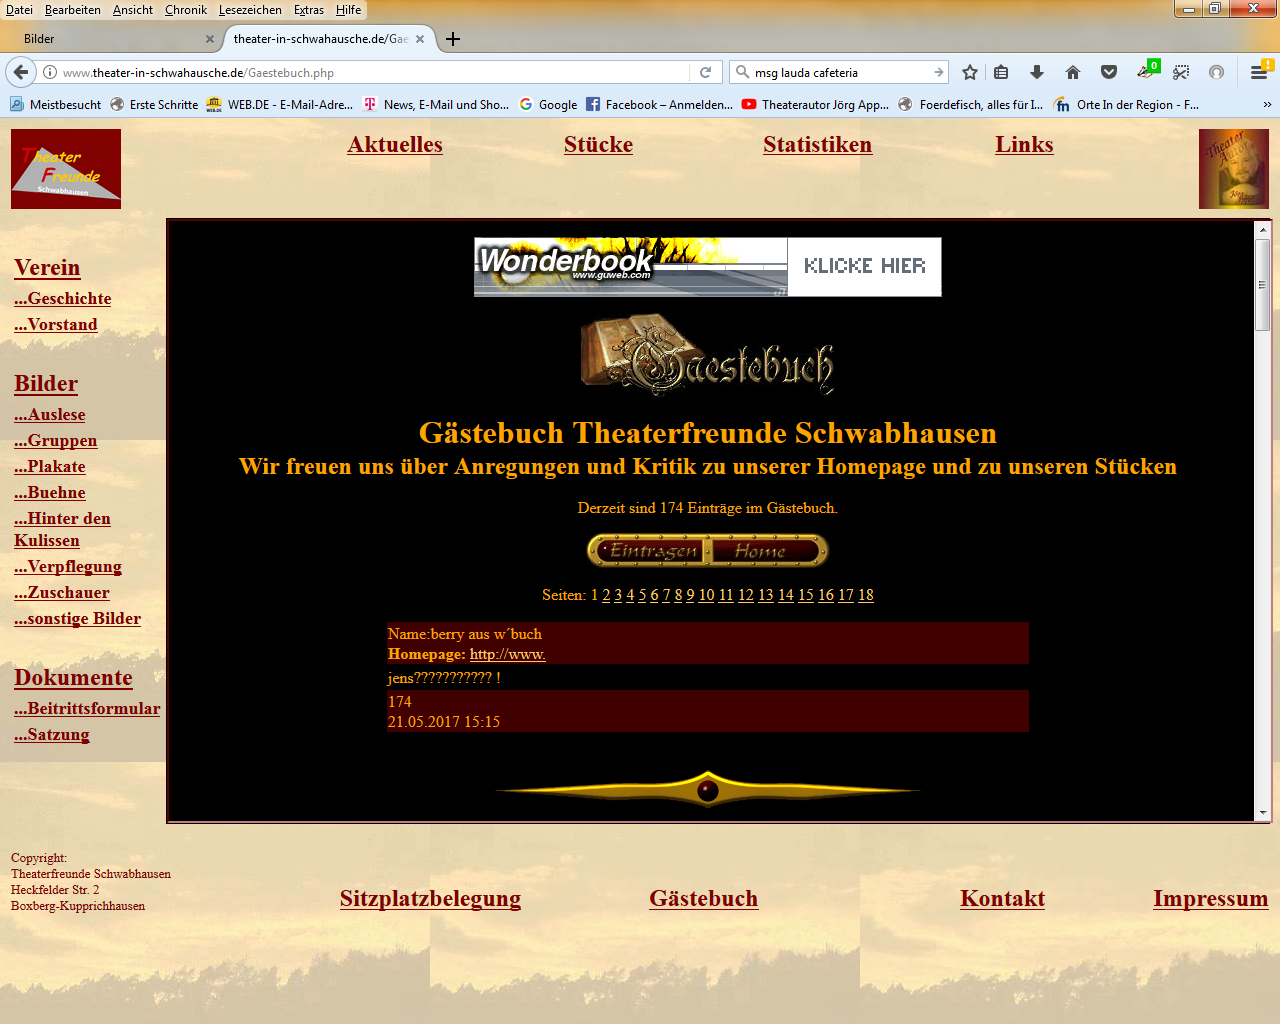 Datei Bearbeiten Ansicht Chronik Lesezeichen Extras Hilfe
Bilder
theater-in-schwahausche.de/Gae
www.theater-in-schwahausche.de/Gaestebuch.php
msg lauda cafeteria
0
Meistbesucht Erste Schritte WEB.DE - E-Mail-Adre... News, E-Mail und Sho... Google Facebook – Anmelden... Theaterautor Jörg App... Foerdefisch, alles für I... Orte In der Region - F...
Theater
Freunde
Schwabhausen
Aktuelles Stücke Statistiken Links
Theater
Verein
...Geschichte
...Vorstand
Bilder
...Auslese
...Gruppen
...Plakate
...Buehne
...Hinter den
Kulissen
...Verpflegung
...Zuschauer
...sonstige Bilder
Dokumente
...Beitrittsformular
...Satzung
Wonderbook
www.guweb.com
KLICKE HIER
Gaestebuch
Gästebuch Theaterfreunde Schwabhausen
Wir freuen uns über Anregungen und Kritik zu unserer Homepage und zu unseren Stücken
Derzeit sind 174 Einträge im Gästebuch.
Eintragen Home
Seiten: 1 2 3 4 5 6 7 8 9 10 11 12 13 14 15 16 17 18
Name:berry aus w´buch
Homepage: http://www.
jens??????????? !
174
21.05.2017 15:15
Copyright:
Theaterfreunde Schwabhausen
Heckfelder Str. 2
Boxberg-Kupprichhausen
Sitzplatzbelegung Gästebuch Kontakt Impressum